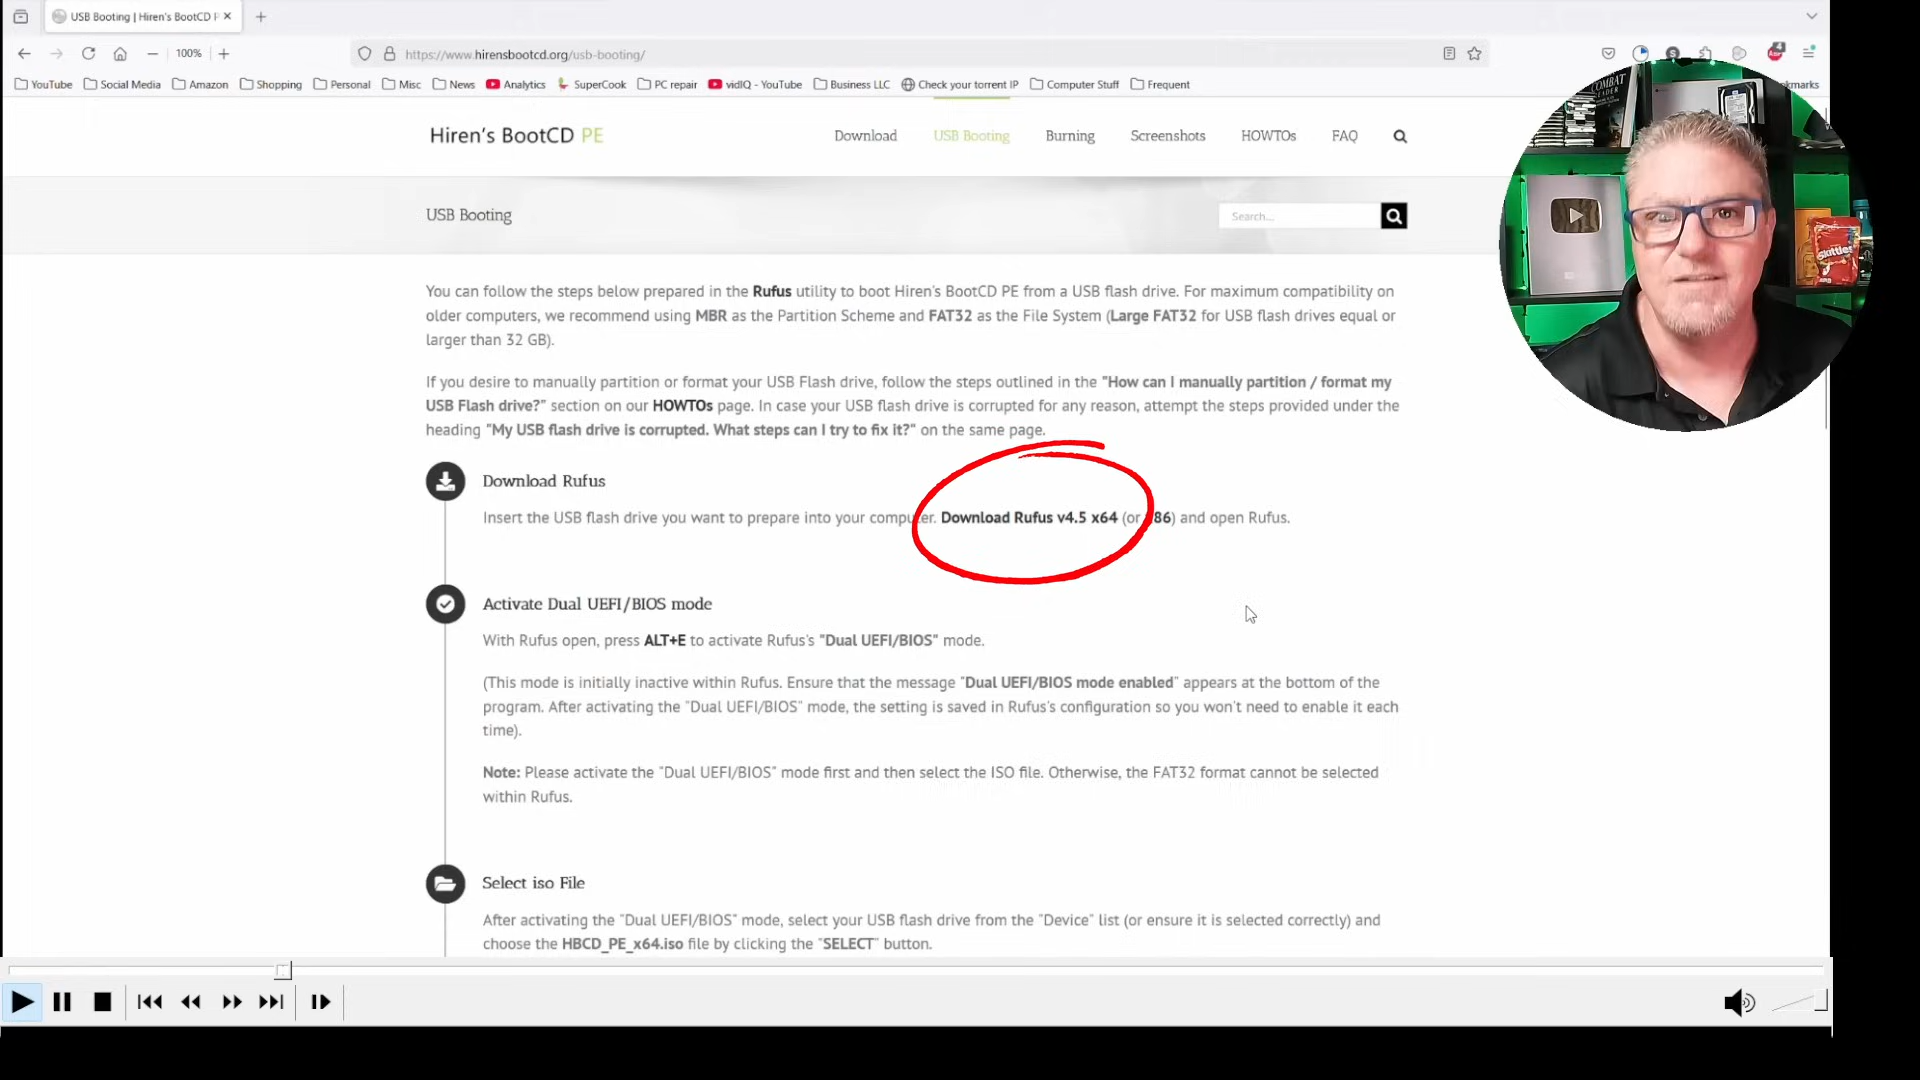 USB Booting | Hiren's BootCD P
100%
https://www.hirensbootcd.org/usb-booting/
4
YouTube Social Media Amazon Shopping Personal Misc News Analytics SuperCook PC repair vidIQ - YouTube Business LLC Check your torrent IP Computer Stuff Frequent
COMBAT
Hiren's BootCD PE Download USB Booting Burning Screenshots HOWTOs FAQ
USB Booting Search...
Skittles
You can follow the steps below prepared in the Rufus utility to boot Hiren's BootCD PE from a USB flash drive. For maximum compatibility on
older computers, we recommend using MBR as the Partition Scheme and FAT32 as the File System (Large FAT32 for USB flash drives equal or
larger than 32 GB).
If you desire to manually partition or format your USB Flash drive, follow the steps outlined in the "How can I manually partition / format my
USB Flash drive?" section on our HOWTOs page. In case your USB flash drive is corrupted for any reason, attempt the steps provided under the
heading "My USB flash drive is corrupted. What steps can I try to fix it?" on the same page.
Download Rufus
Insert the USB flash drive you want to prepare into your computer. Download Rufus v4.5 x64 (or 86) and open Rufus.
Activate Dual UEFI/BIOS mode
With Rufus open, press ALT+E to activate Rufus's "Dual UEFI/BIOS" mode.
(This mode is initially inactive within Rufus. Ensure that the message "Dual UEFI/BIOS mode enabled" appears at the bottom of the
program. After activating the "Dual UEFI/BIOS" mode, the setting is saved in Rufus's configuration so you won't need to enable it each
time).
Note: Please activate the "Dual UEFI/BIOS" mode first and then select the ISO file. Otherwise, the FAT32 format cannot be selected
within Rufus.
Select iso File
After activating the "Dual UEFI/BIOS" mode, select your USB flash drive from the "Device" list (or ensure it is selected correctly) and
choose the HBCD_PE_x64.iso file by clicking the "SELECT" button.